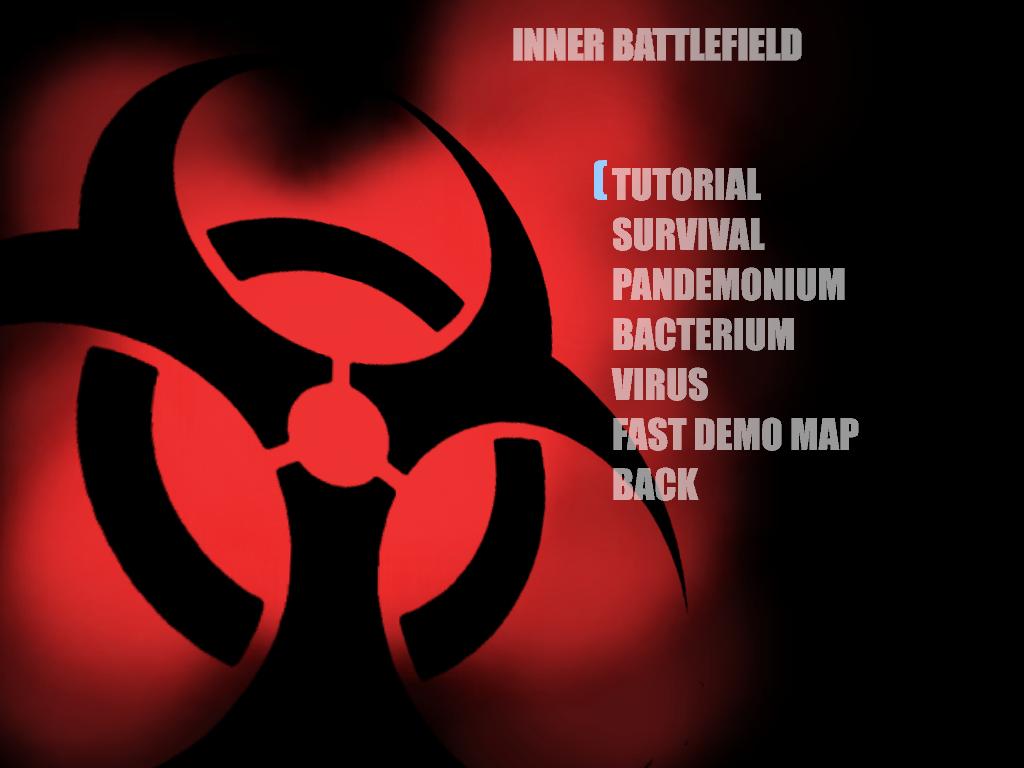 INNER BATTLEFIELD
TUTORIAL
SURVIVAL
PANDEMONIUM
BACTERIUM
VIRUS
FAST DEMO MAP
BACK